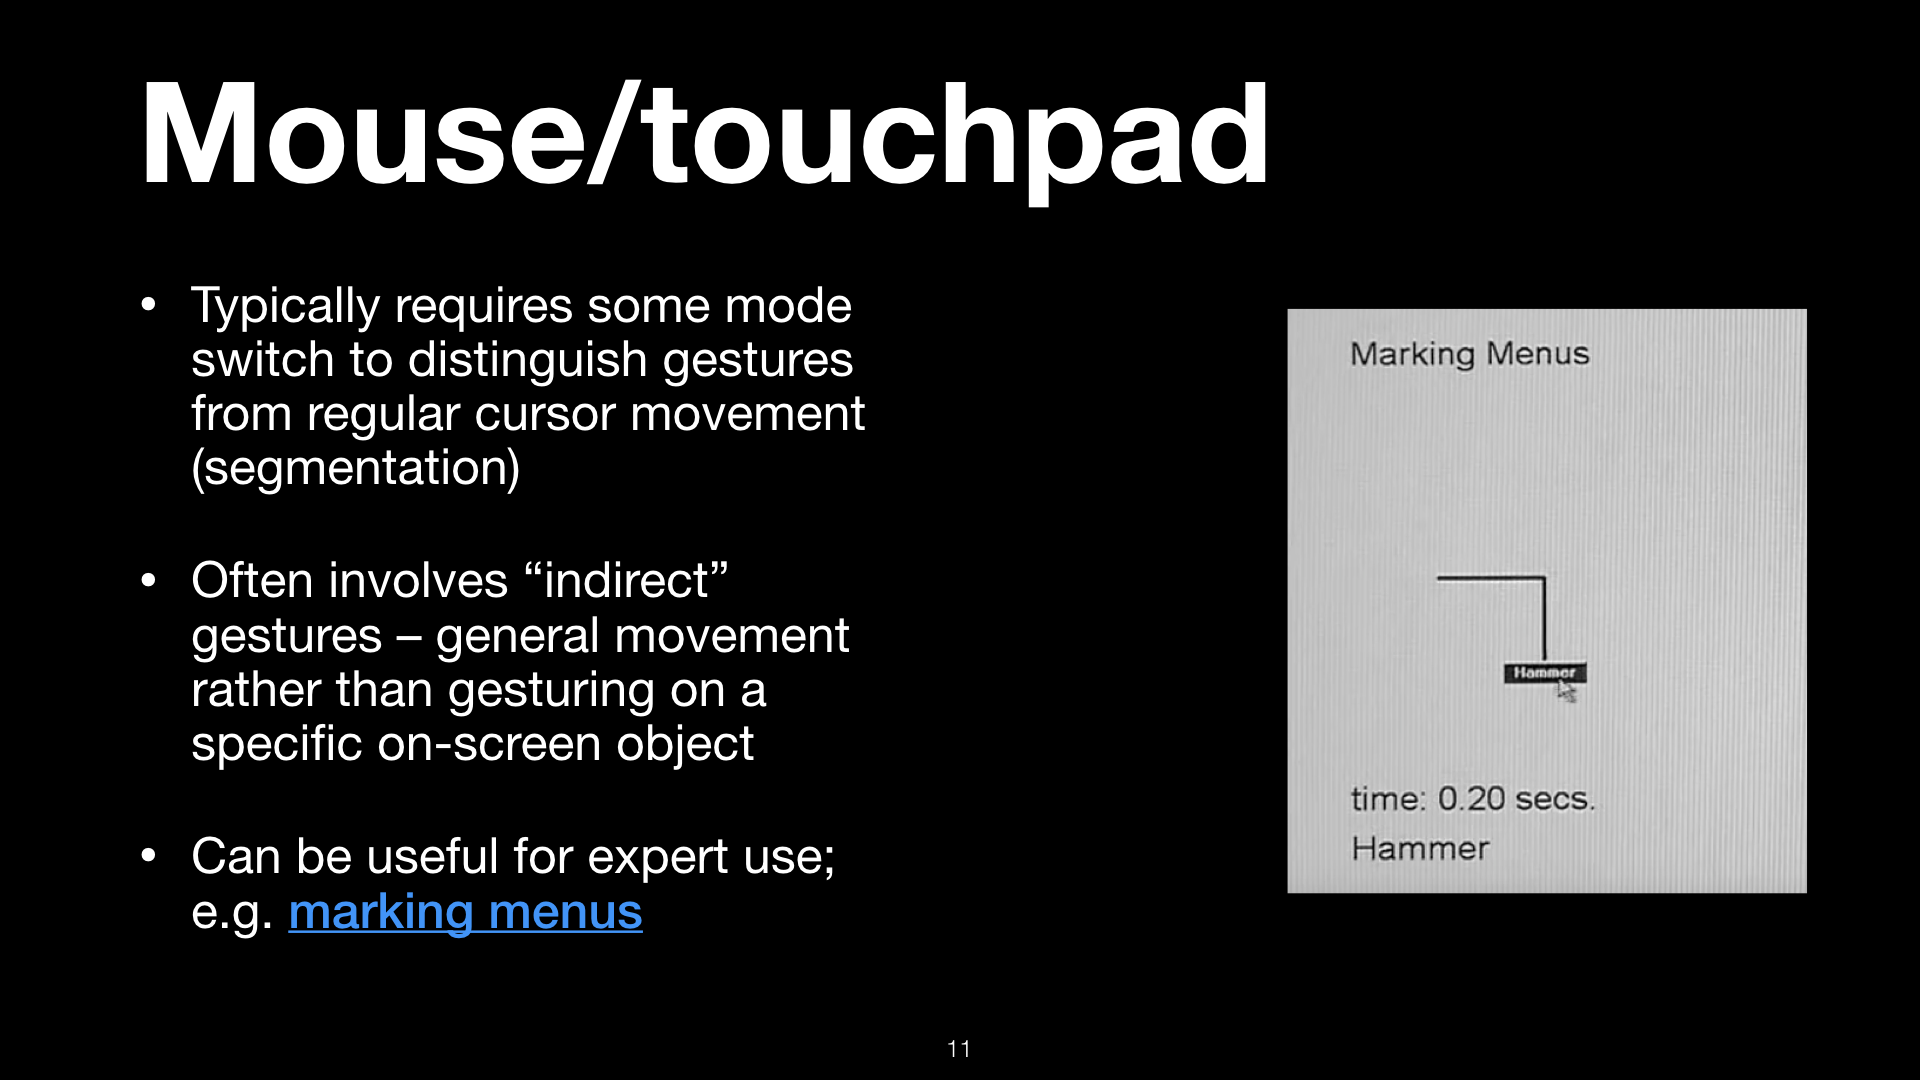 Mouse/touchpad
• Typically requires some mode
switch to distinguish gestures
from regular cursor movement
(segmentation)
• Often involves “indirect”
gestures – general movement
rather than gesturing on a
specific on-screen object
• Can be useful for expert use;
e.g. marking menus
Marking Menus
Hammer
time: 0.20 secs.
Hammer
11